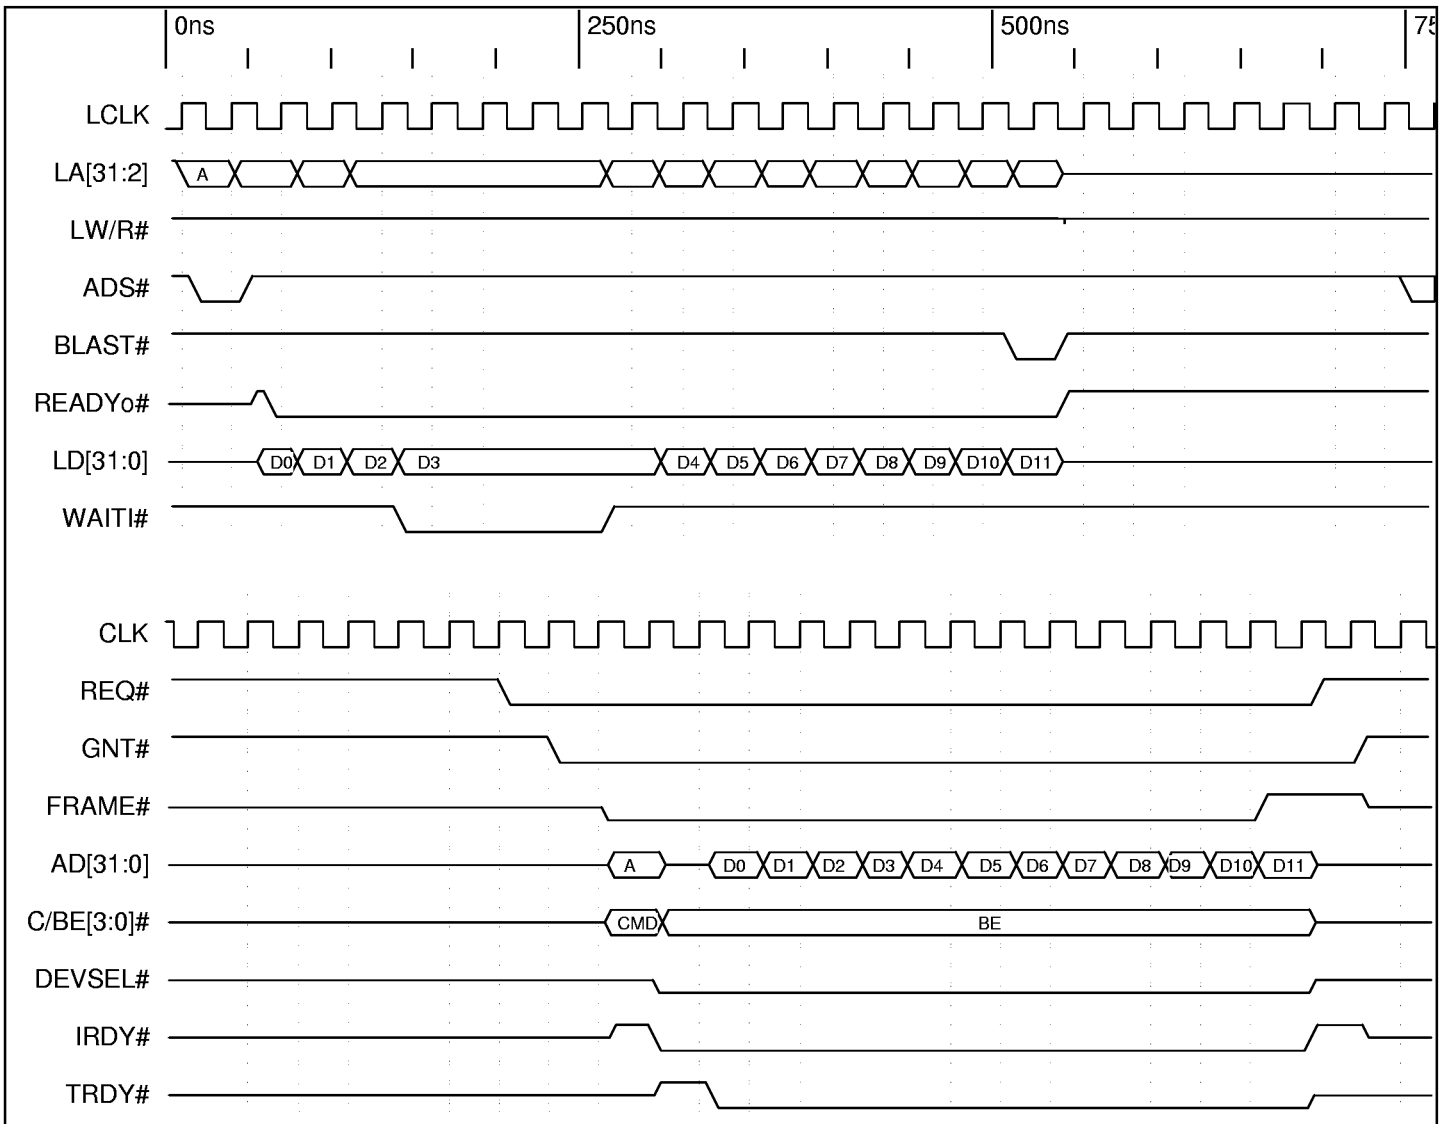 0ns 250ns 500ns 75
LCLK
LA[31:2] A
LW/R#
ADS#
BLAST#
READYo#
LD[31:0] D0 D1 D2 D3 D4 D5 D6 D7 D8 D9 D10 D11
WAITI#
CLK
REQ#
GNT#
FRAME#
AD[31:0] A D0 D1 D2 D3 D4 D5 D6 D7 D8 D9 D10 D11
C/BE[3:0]# CMD BE
DEVSEL#
IRDY#
TRDY#